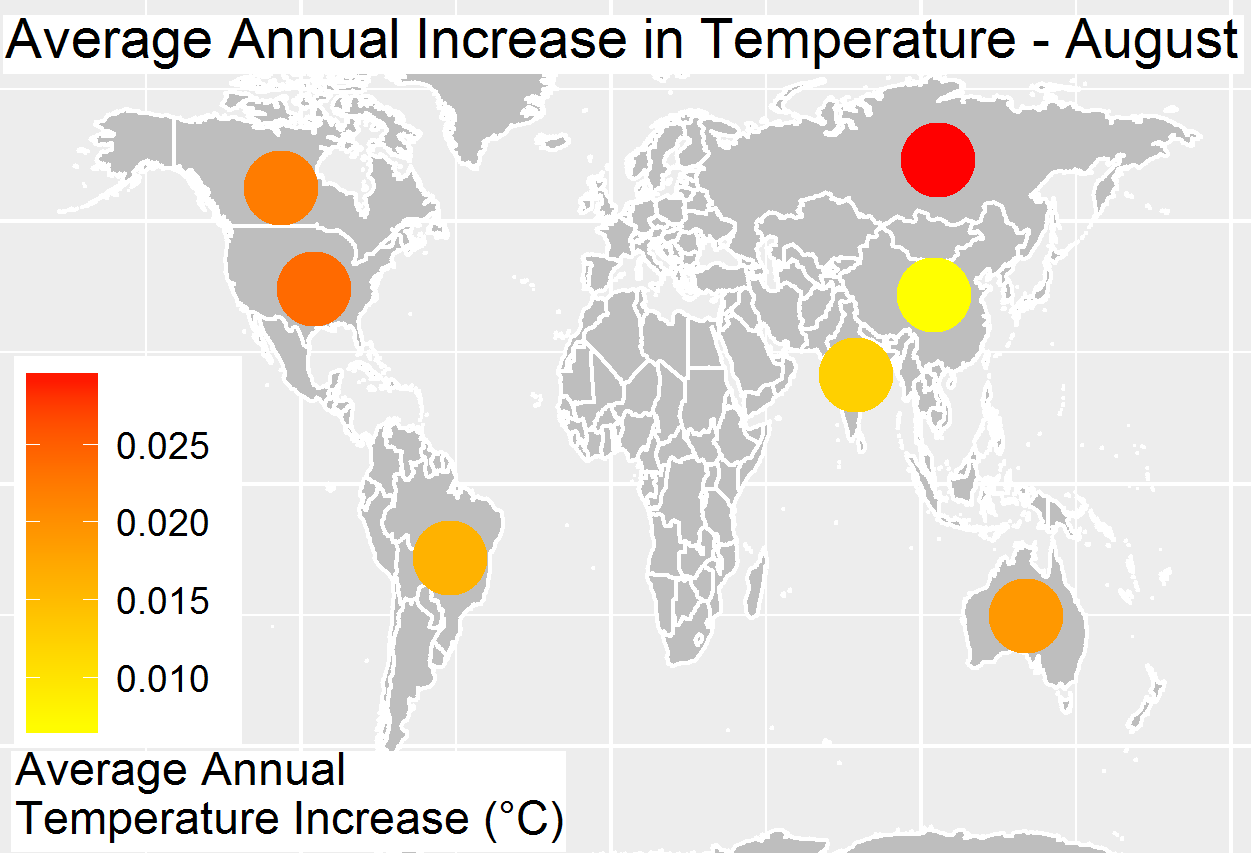 Average Annual Increase in Temperature - August
0.025
0.020
0.015
0.010
Average Annual
Temperature Increase (°C)